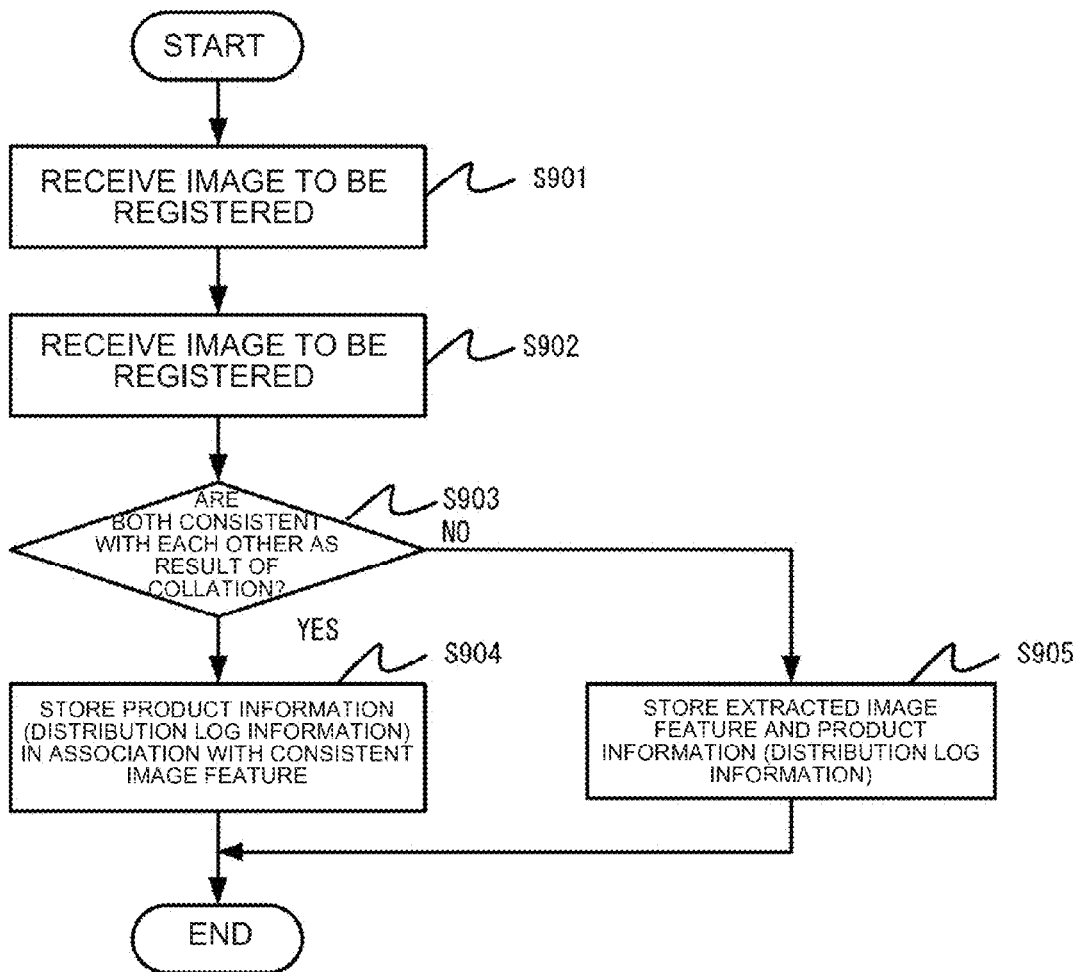 START
RECEIVE IMAGE TO BE
REGISTERED
S901
RECEIVE IMAGE TO BE
REGISTERED
S902
ARE
BOTH CONSISTENT
WITH EACH OTHER AS
RESULT OF
COLLATION?
S903
NO
YES
S904
STORE PRODUCT INFORMATION
(DISTRIBUTION LOG INFORMATION)
IN ASSOCIATION WITH CONSISTENT
IMAGE FEATURE
S905
STORE EXTRACTED IMAGE
FEATURE AND PRODUCT
INFORMATION (DISTRIBUTION LOG
INFORMATION)
END